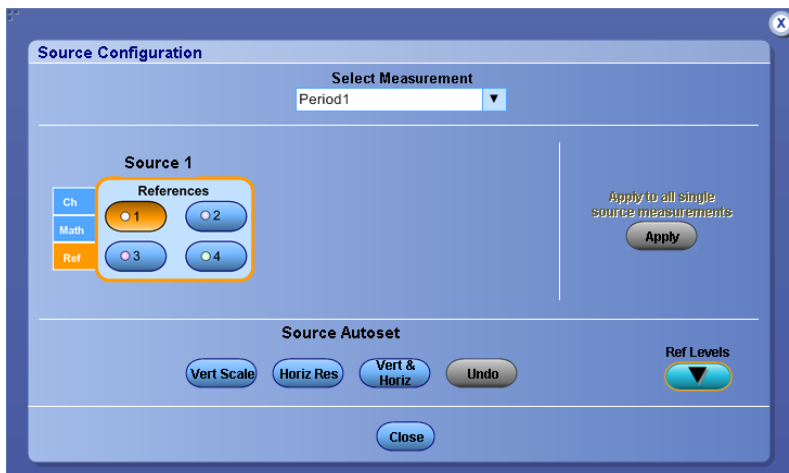 X
Source Configuration
Select Measurement
Period1
Source 1
References
Ch
Math
Ref
1
2
3
4
Apply to all single
source measurements
Apply
Source Autoset
Vert Scale
Horiz Res
Vert &
Horiz
Undo
Ref Levels
Close